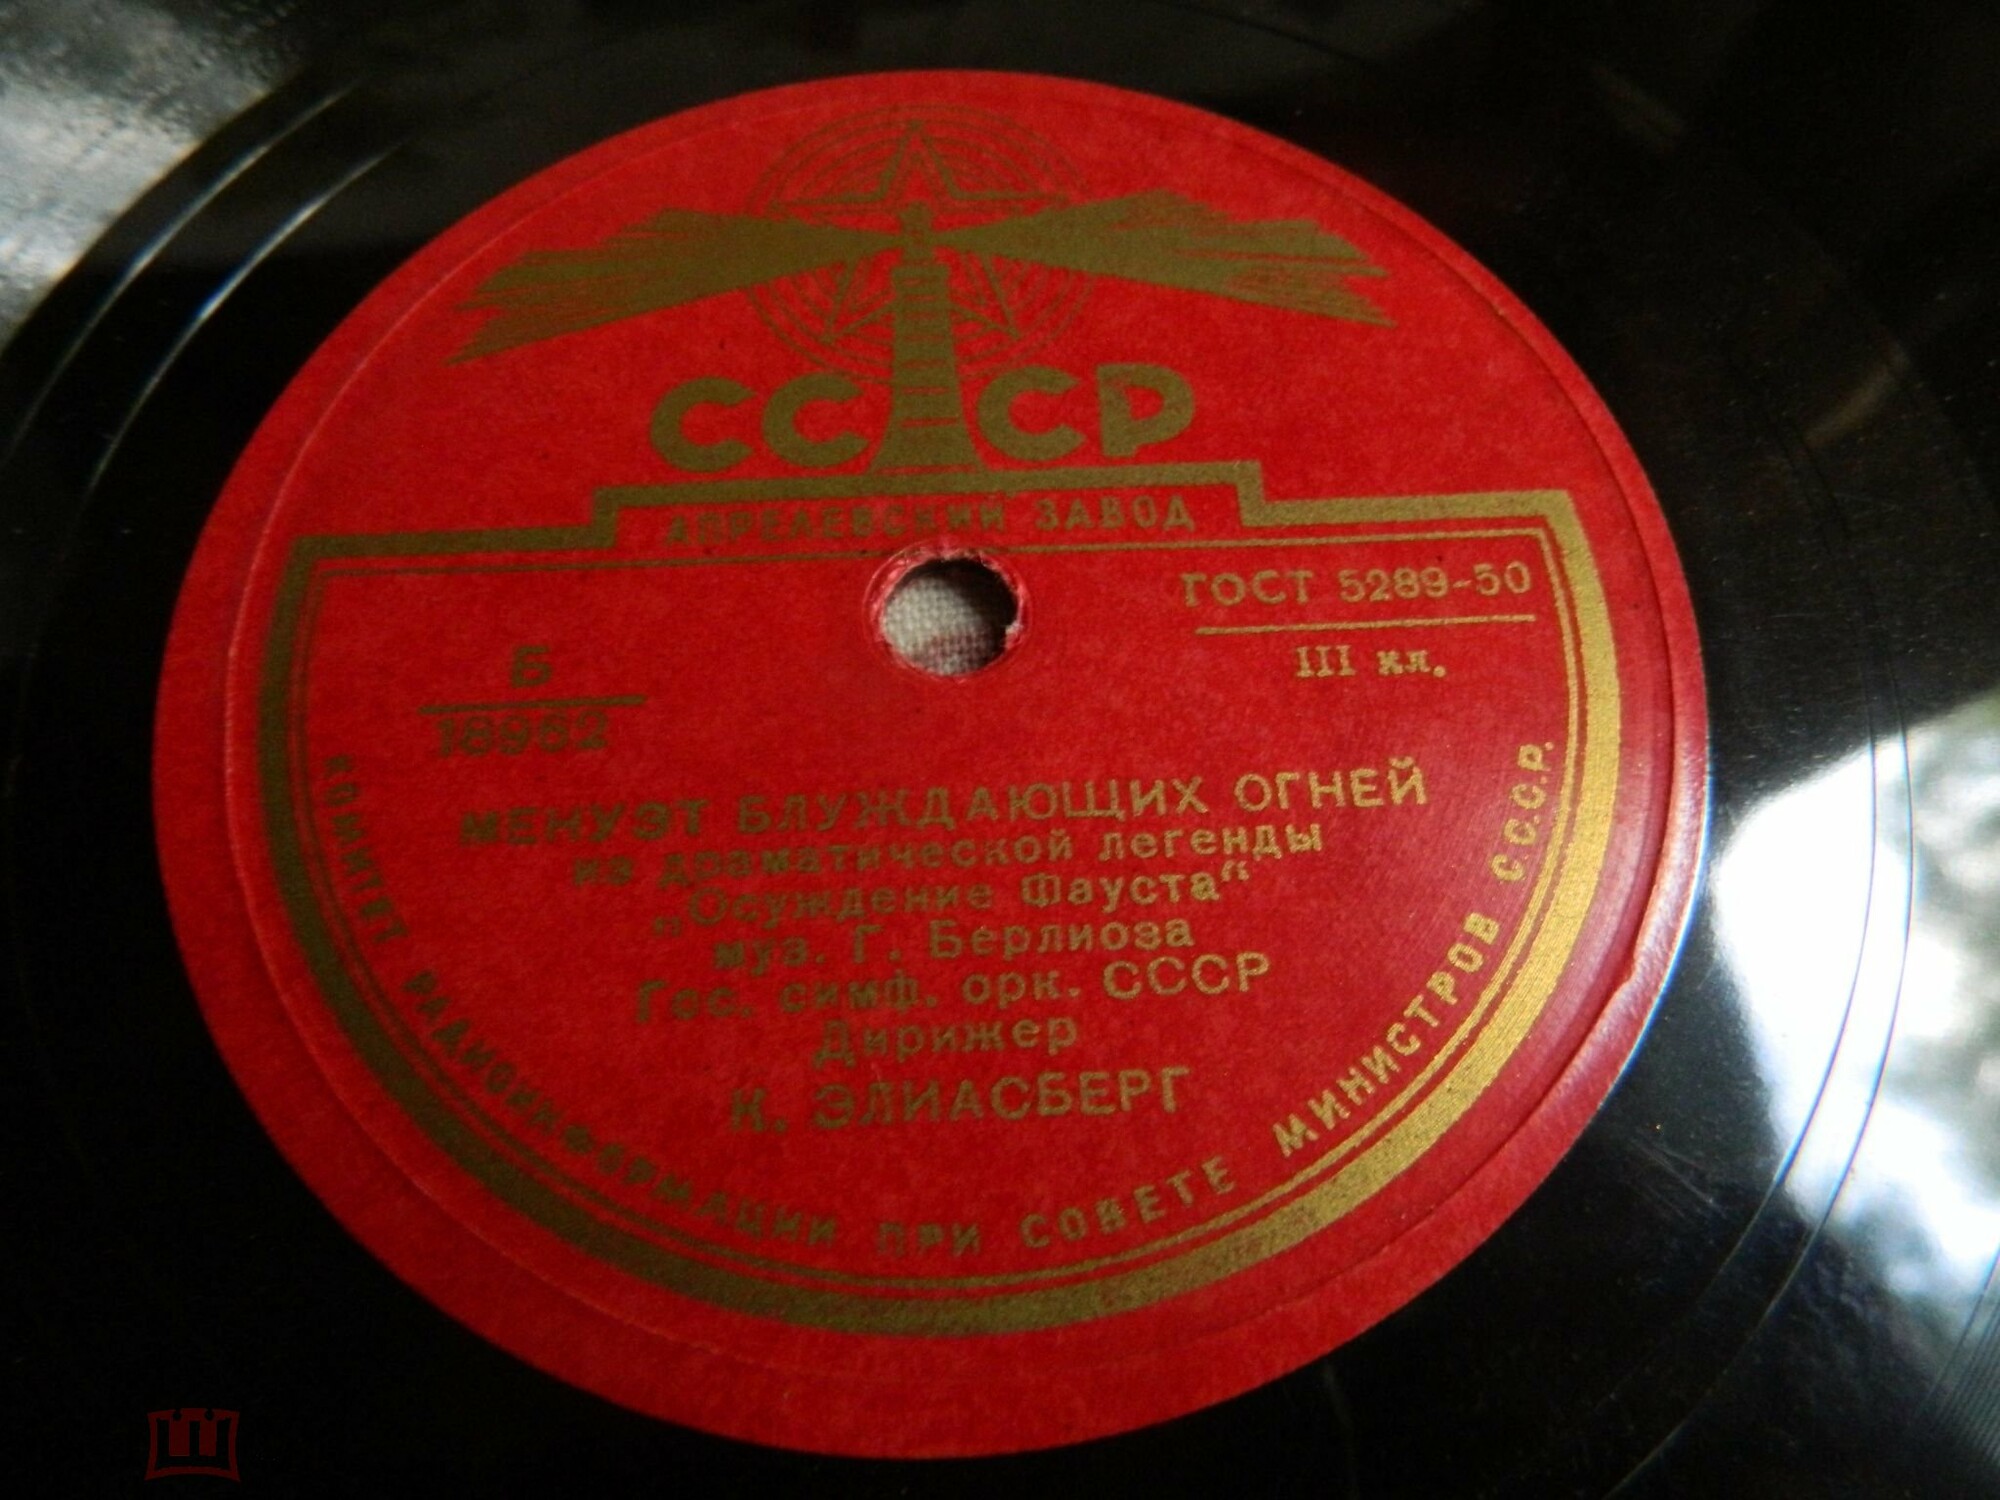 СССР
АПРЕЛЕВСКИЙ ЗАВОД
ГОСТ 5289-50
III кл.
Б
18962
МЕНУЭТ БЛУЖДАЮЩИХ ОГНЕЙ
из драматической легенды
„Осуждение Фауста“
муз. Г. Берлиоза
Гос. симф. орк. СССР
Дирижер
К. ЭЛИАСБЕРГ
КОМИТЕТ РАДИОИНФОРМАЦИИ ПРИ СОВЕТЕ МИНИСТРОВ С.С.С.Р.